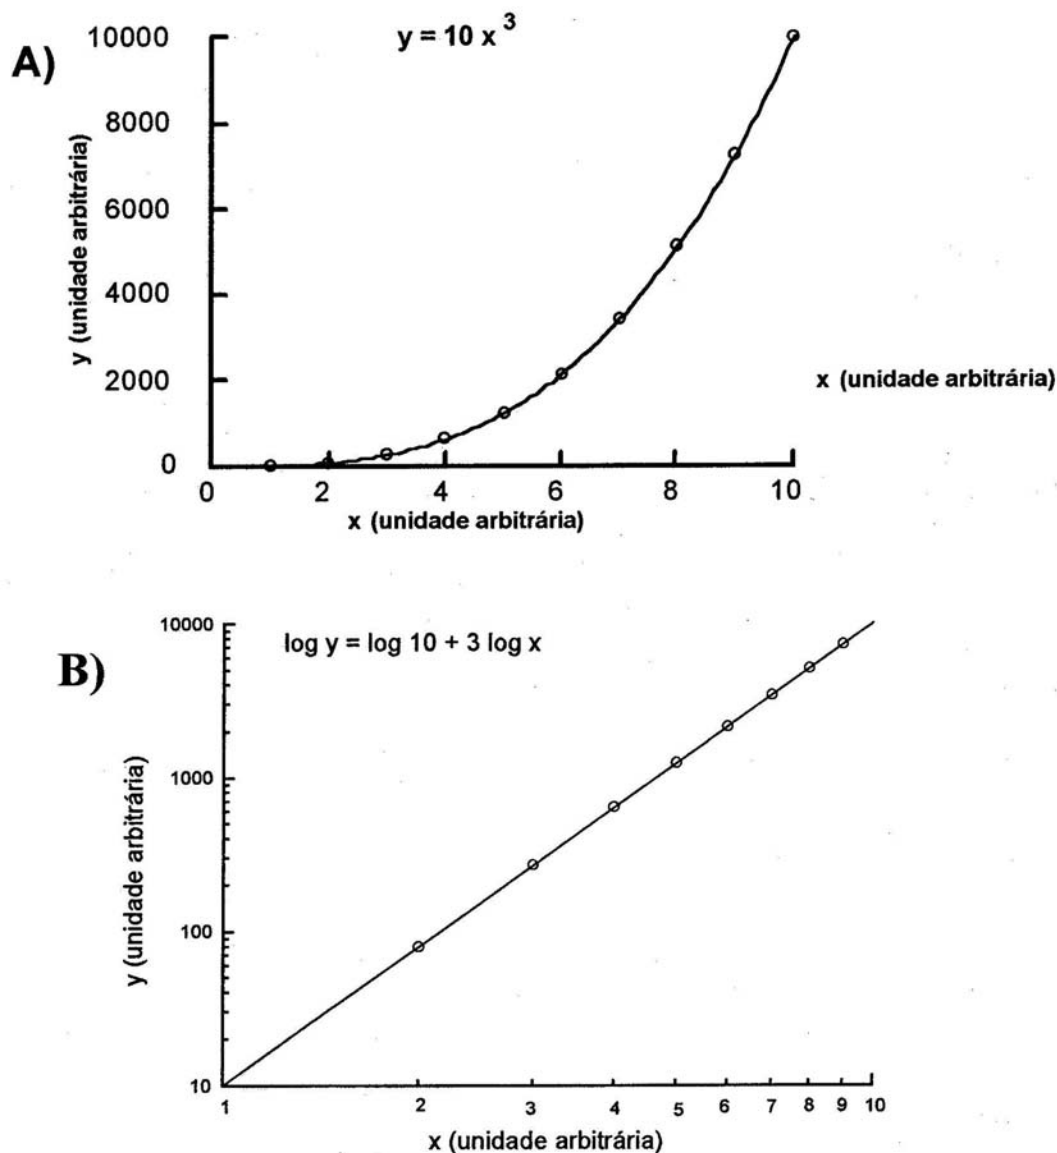 A)
y = 10 x ³
10000
8000
6000
4000
2000
0
y (unidade arbitrária)
x (unidade arbitrária)
0 2 4 6 8 10
x (unidade arbitrária)
B)
log y = log 10 + 3 log x
10000
1000
100
10
y (unidade arbitrária)
1 2 3 4 5 6 7 8 9 10
x (unidade arbitrária)